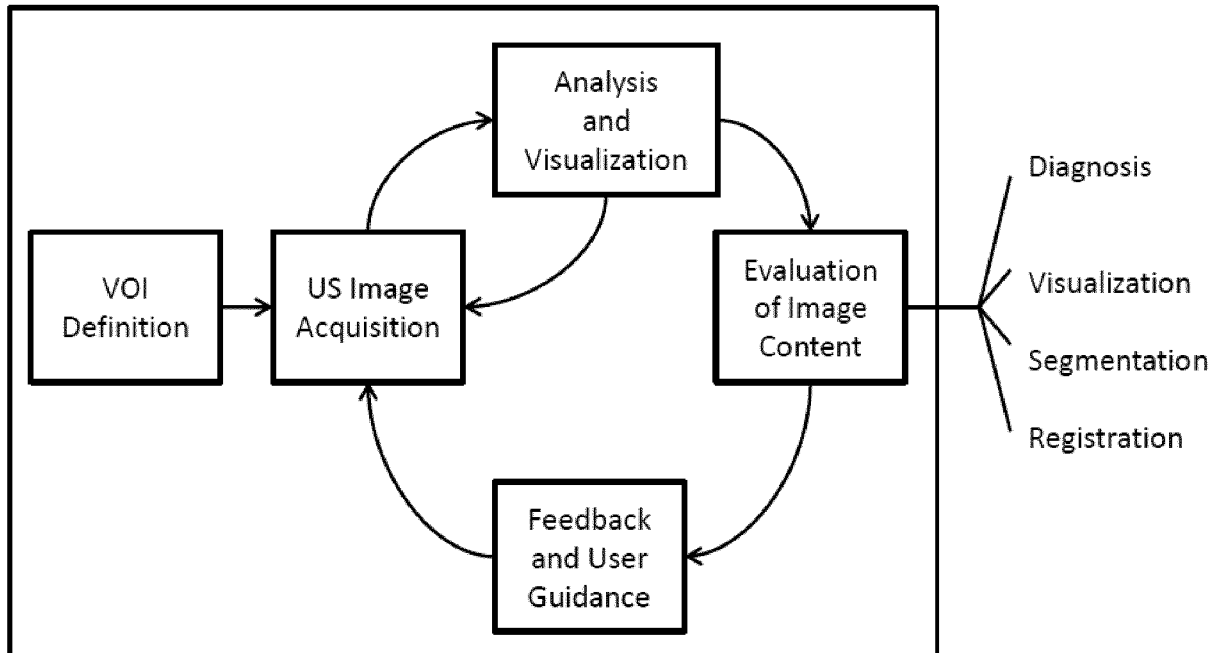 Analysis
and
Visualization
VOI
Definition
US Image
Acquisition
Evaluation
of Image
Content
Feedback
and User
Guidance
Diagnosis
Visualization
Segmentation
Registration